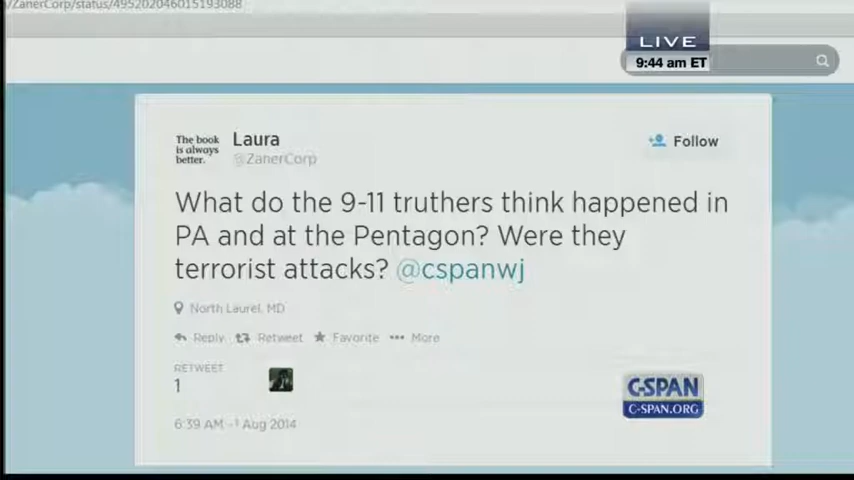 /ZanerCorp/status/495202046015193088
LIVE
9:44 am ET
The book
is always
better.
Laura
@ZanerCorp
Follow
What do the 9-11 truthers think happened in
PA and at the Pentagon? Were they
terrorist attacks? @cspanwj
North Laurel, MD
Reply Retweet Favorite More
RETWEET
1
C-SPAN
C-SPAN.ORG
6:39 AM - 1 Aug 2014